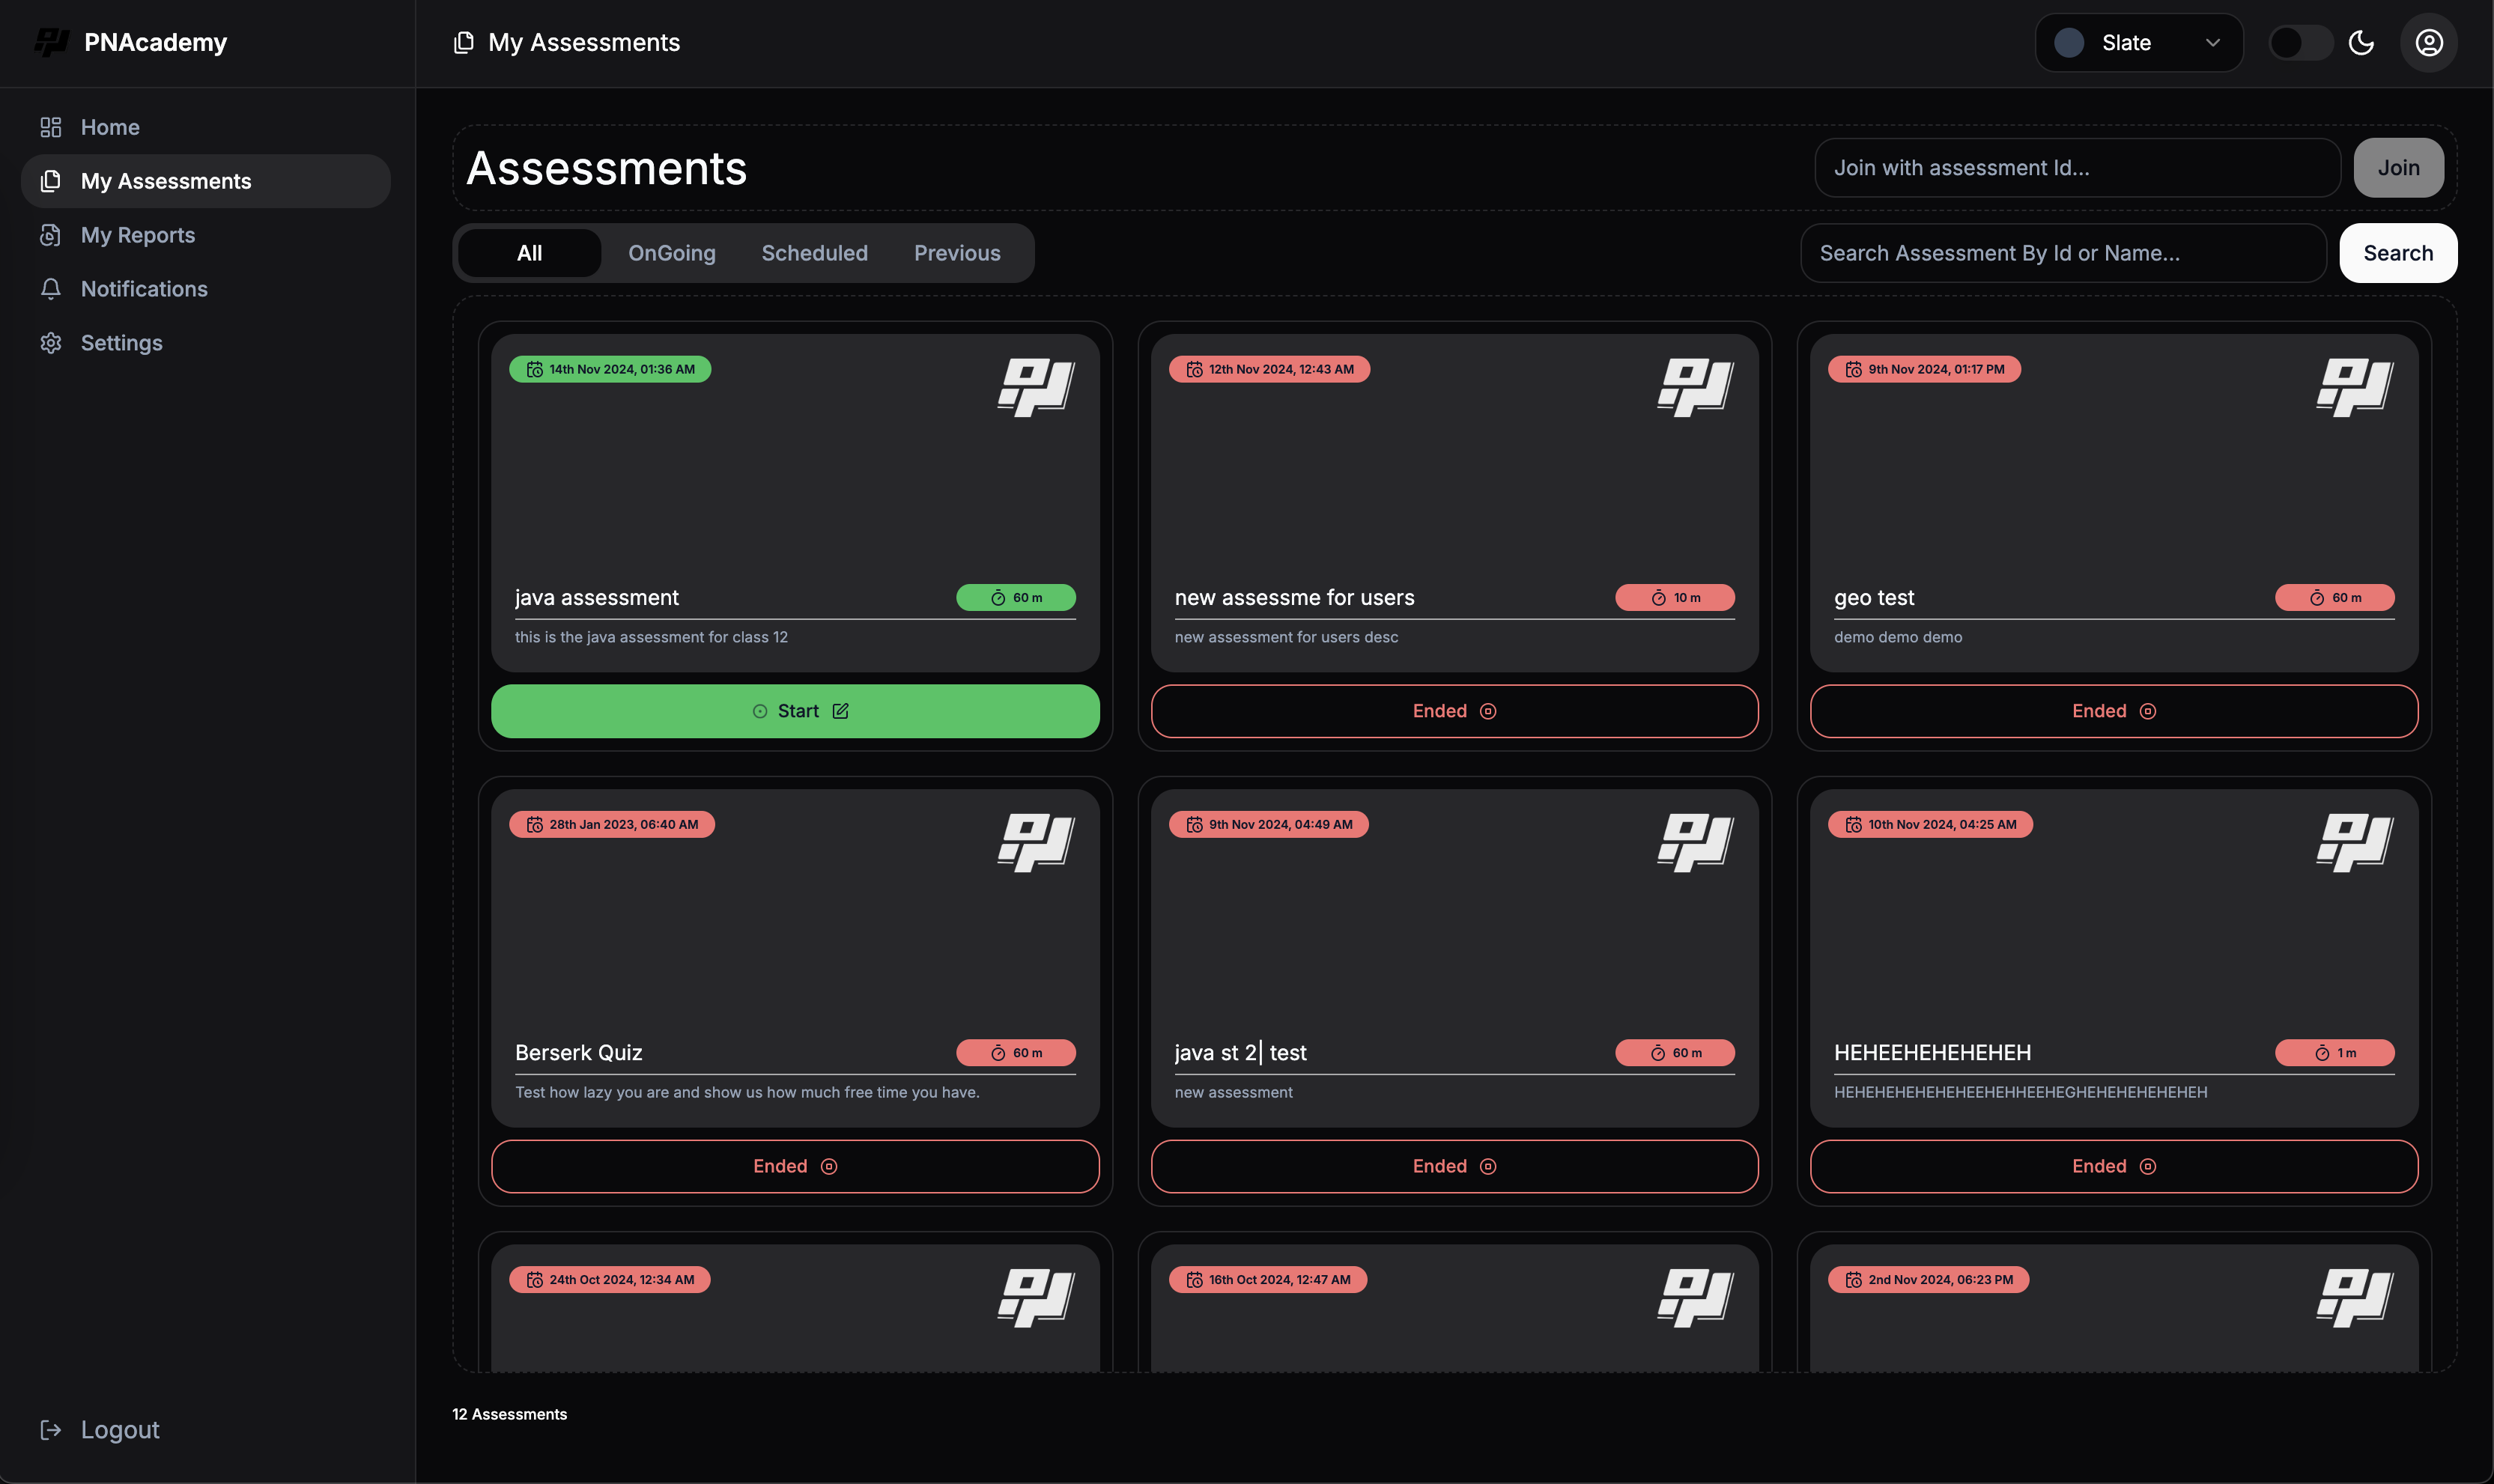 PNAcademy
My Assessments
Slate
Home
My Assessments
My Reports
Notifications
Settings
Logout
Assessments
Join with assessment Id...
Join
All
OnGoing
Scheduled
Previous
Search Assessment By Id or Name...
Search
14th Nov 2024, 01:36 AM
java assessment
60 m
this is the java assessment for class 12
Start
12th Nov 2024, 12:43 AM
new assessme for users
10 m
new assessment for users desc
Ended
9th Nov 2024, 01:17 PM
geo test
60 m
demo demo demo
Ended
28th Jan 2023, 06:40 AM
Berserk Quiz
60 m
Test how lazy you are and show us how much free time you have.
Ended
9th Nov 2024, 04:49 AM
java st 2| test
60 m
new assessment
Ended
10th Nov 2024, 04:25 AM
HEHEEHEHEHEHEH
1 m
HEHEHEHEHEHEHEEHEHHEEHEGHEHEHEHEHEHEH
Ended
24th Oct 2024, 12:34 AM
16th Oct 2024, 12:47 AM
2nd Nov 2024, 06:23 PM
12 Assessments